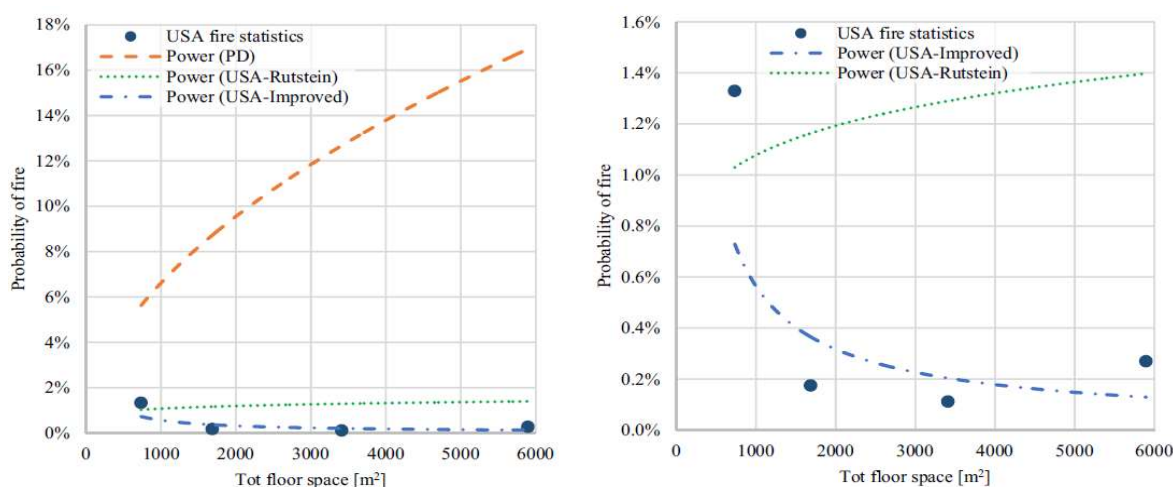 18%
16%
14%
12%
10%
8%
6%
4%
2%
0%
Probability of fire
USA fire statistics
Power (PD)
Power (USA-Rutstein)
Power (USA-Improved)
0 1000 2000 3000 4000 5000 6000
Tot floor space [m²]
1.6%
1.4%
1.2%
1.0%
0.8%
0.6%
0.4%
0.2%
0.0%
Probability of fire
USA fire statistics
Power (USA-Improved)
Power (USA-Rutstein)
0 1000 2000 3000 4000 5000 6000
Tot floor space [m²]